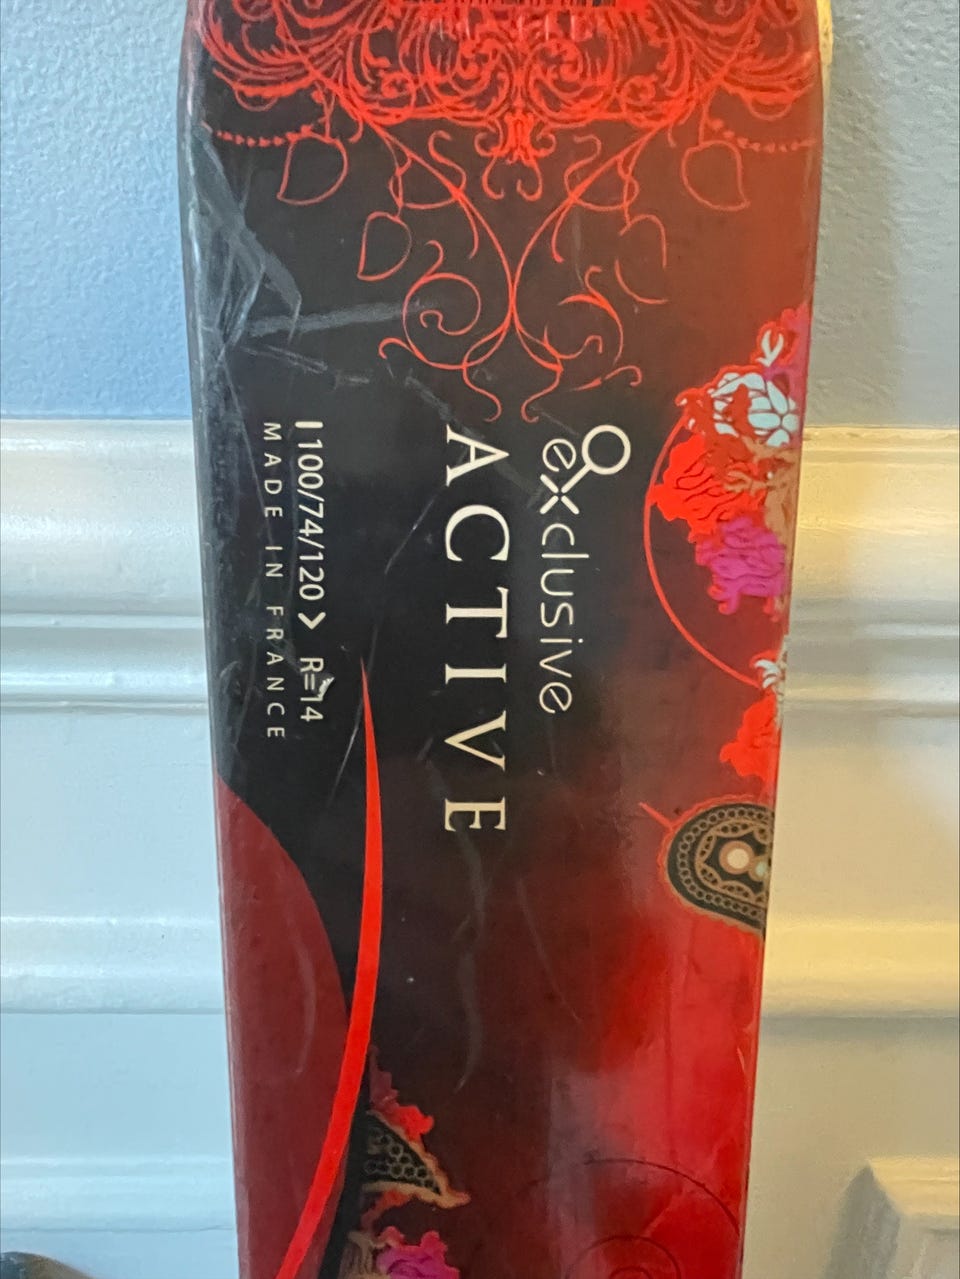 exclusive
ACTIVE
100/74/120 > R=14
MADE IN FRANCE